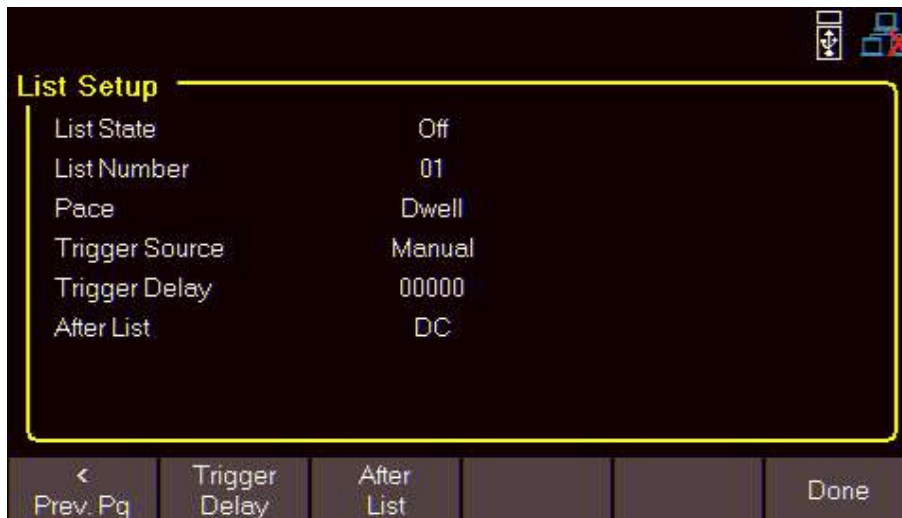 List Setup
List State Off
List Number 01
Pace Dwell
Trigger Source Manual
Trigger Delay 00000
After List DC
<
Prev. Pg
Trigger
Delay
After
List
Done